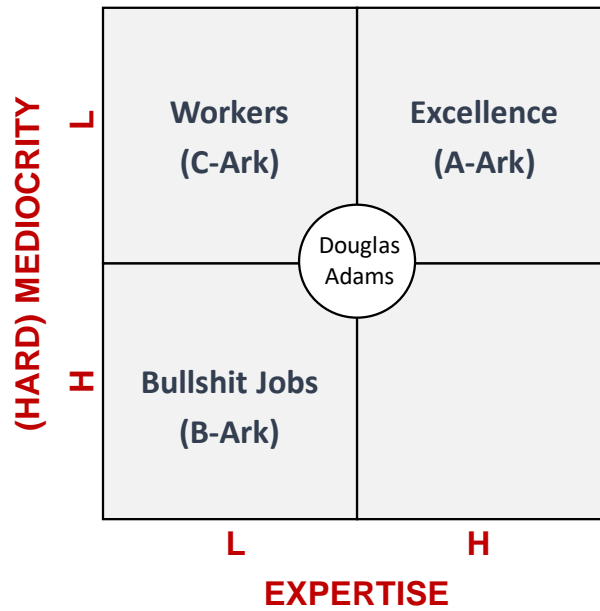 (HARD) MEDIOCRITY
L
Workers
(C-Ark)
Excellence
(A-Ark)
Douglas
Adams
H
Bullshit Jobs
(B-Ark)
L
H
EXPERTISE